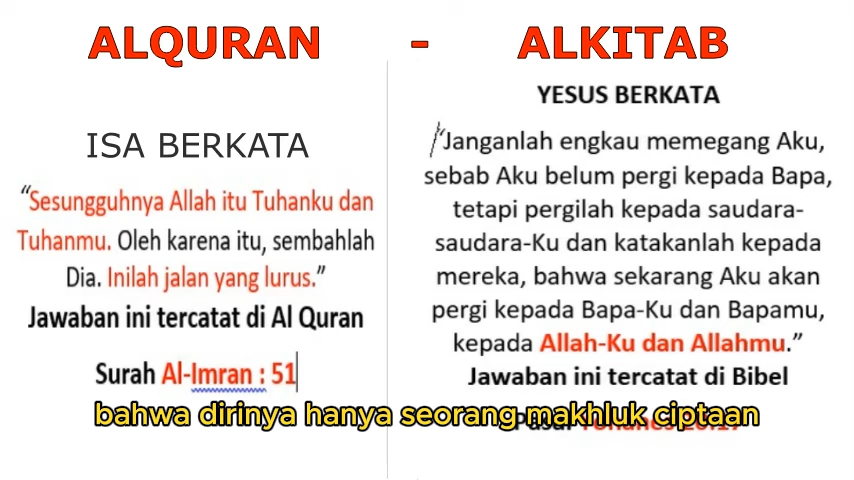 ALQURAN - ALKITAB
ISA BERKATA
“Sesungguhnya Allah itu Tuhanku dan
Tuhanmu. Oleh karena itu, sembahlah
Dia. Inilah jalan yang lurus.”
Jawaban ini tercatat di Al Quran
Surah Al-Imran : 51
YESUS BERKATA
“Janganlah engkau memegang Aku,
sebab Aku belum pergi kepada Bapa,
tetapi pergilah kepada saudara-
saudara-Ku dan katakanlah kepada
mereka, bahwa sekarang Aku akan
pergi kepada Bapa-Ku dan Bapamu,
kepada Allah-Ku dan Allahmu.”
Jawaban ini tercatat di Bibel
bahwa dirinya hanya seorang makhluk ciptaan